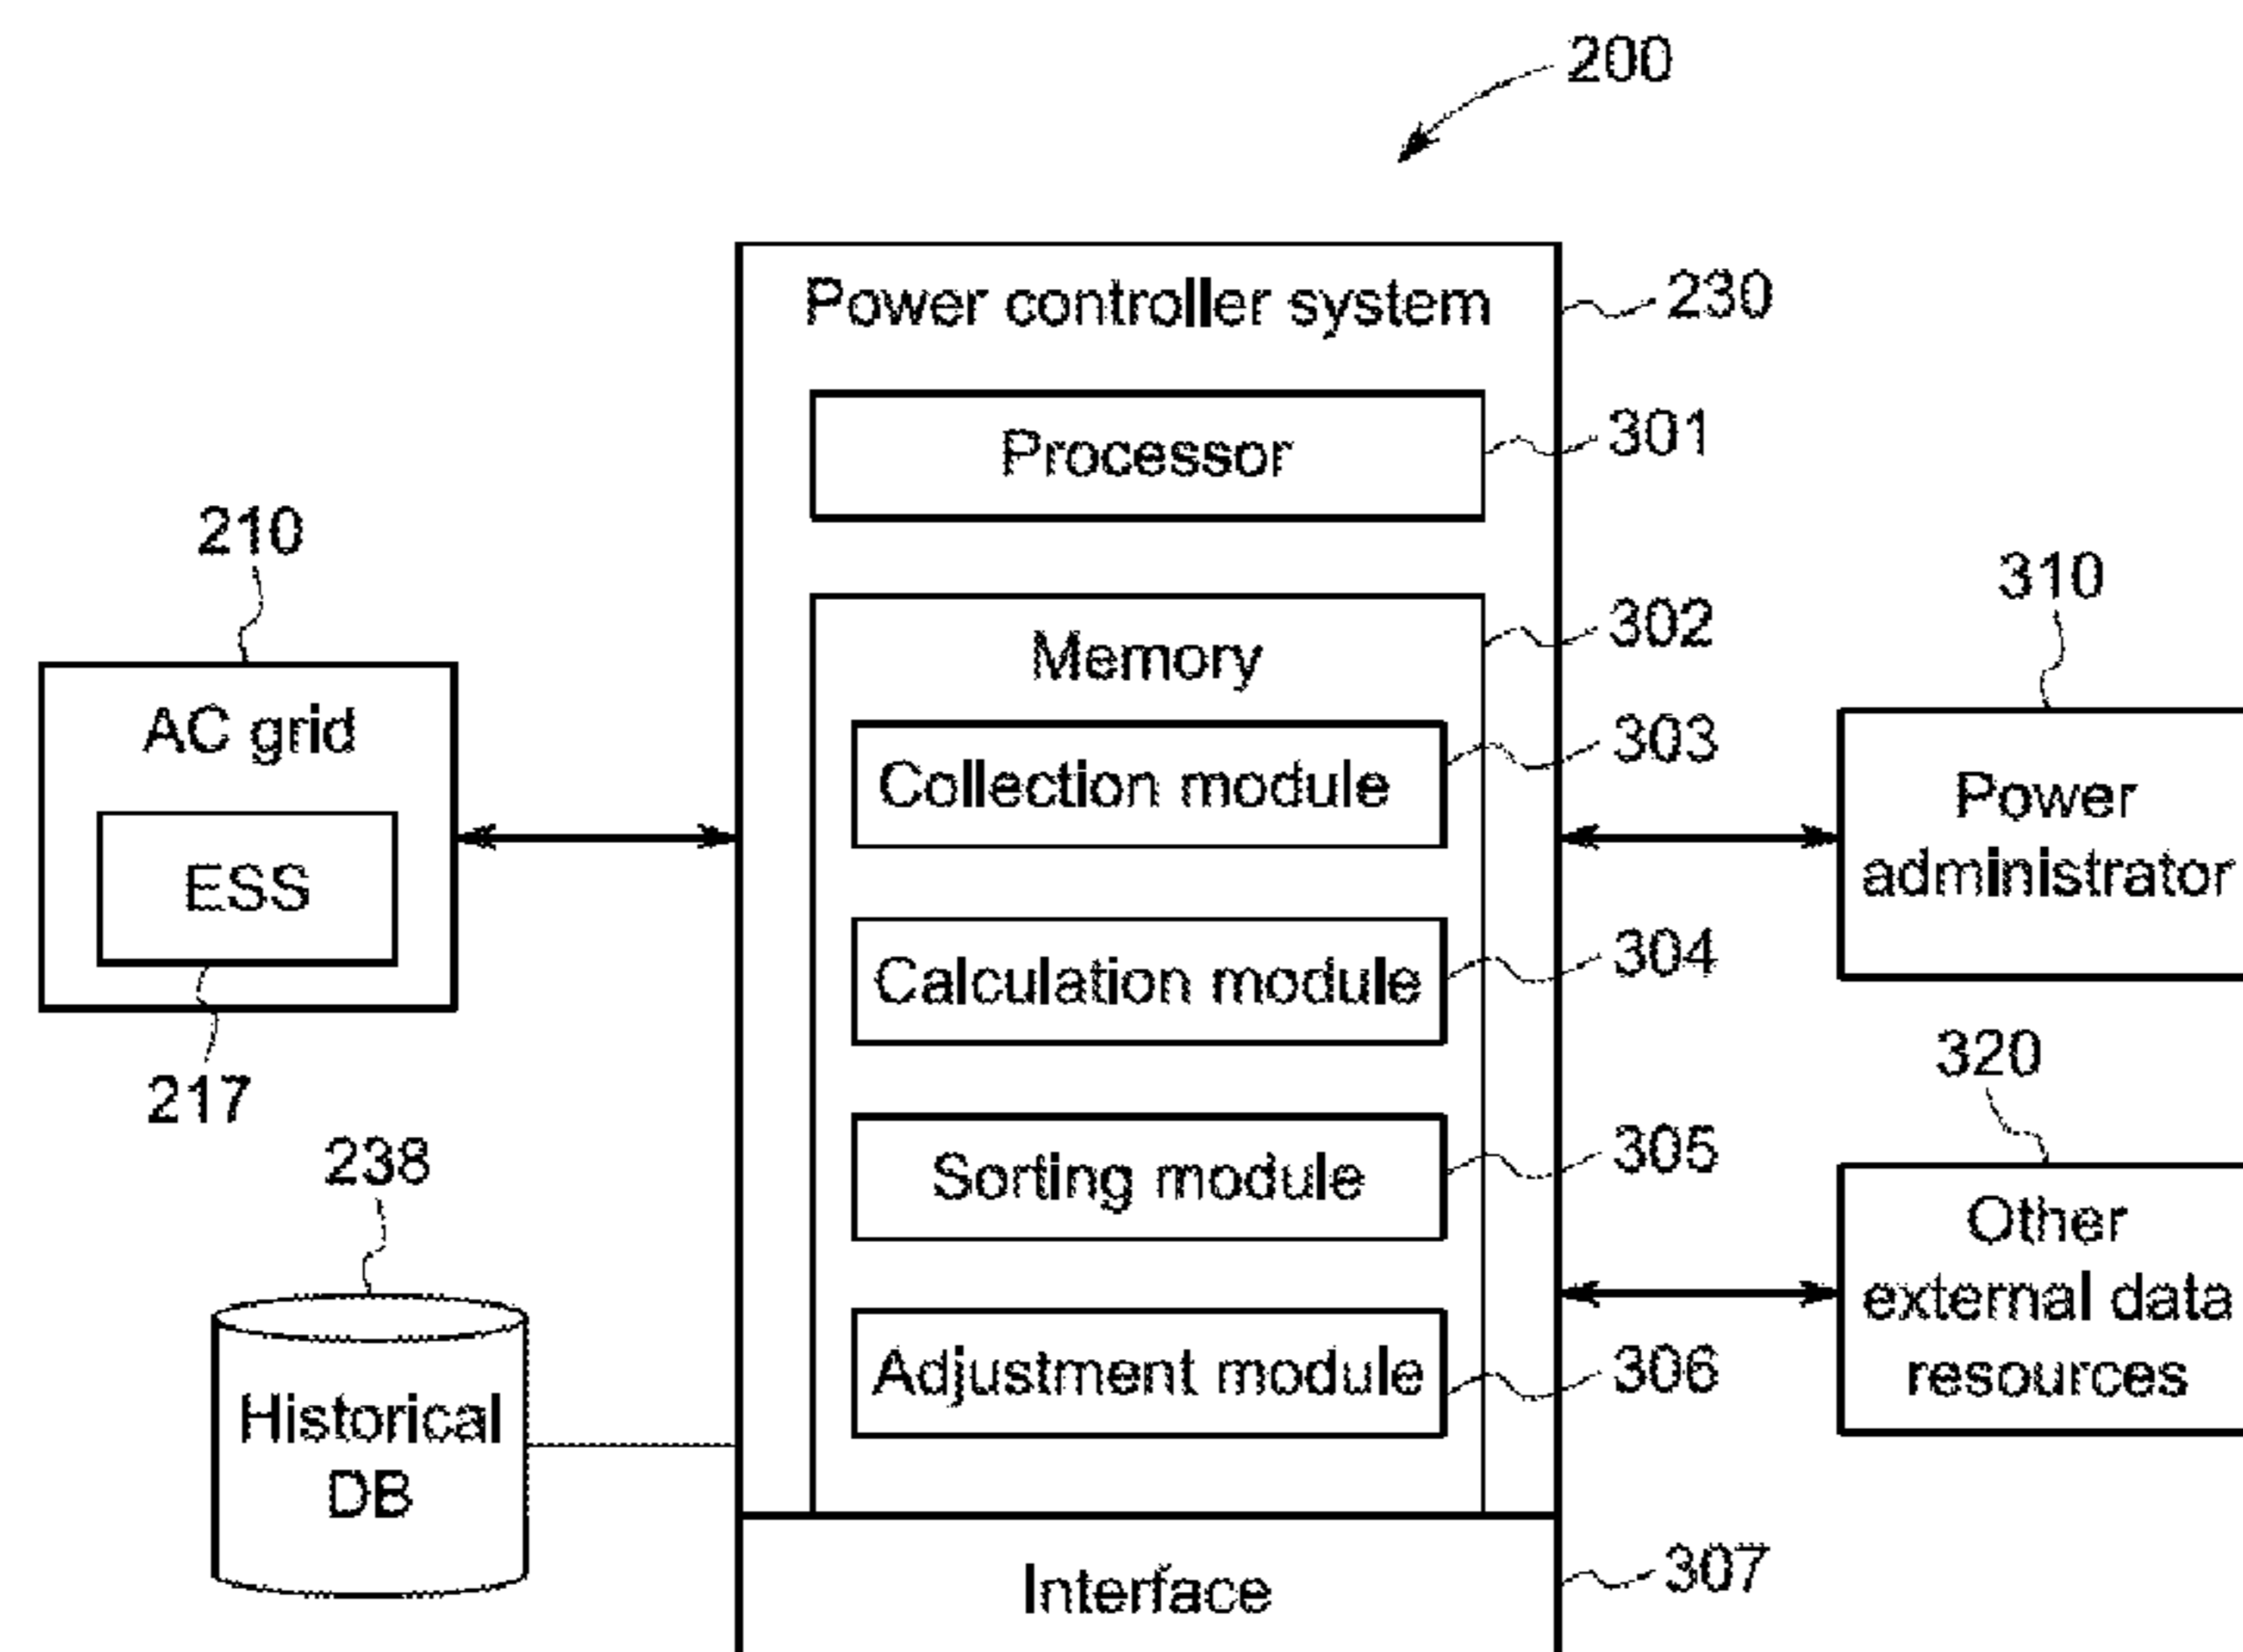 200
Power controller system
230
Processor
301
210
310
Memory
302
AC grid
Collection module
303
Power
administrator
ESS
Calculation module
304
217
320
238
Sorting module
305
Other
external data
resources
Historical
DB
Adjustment module
306
Interface
307